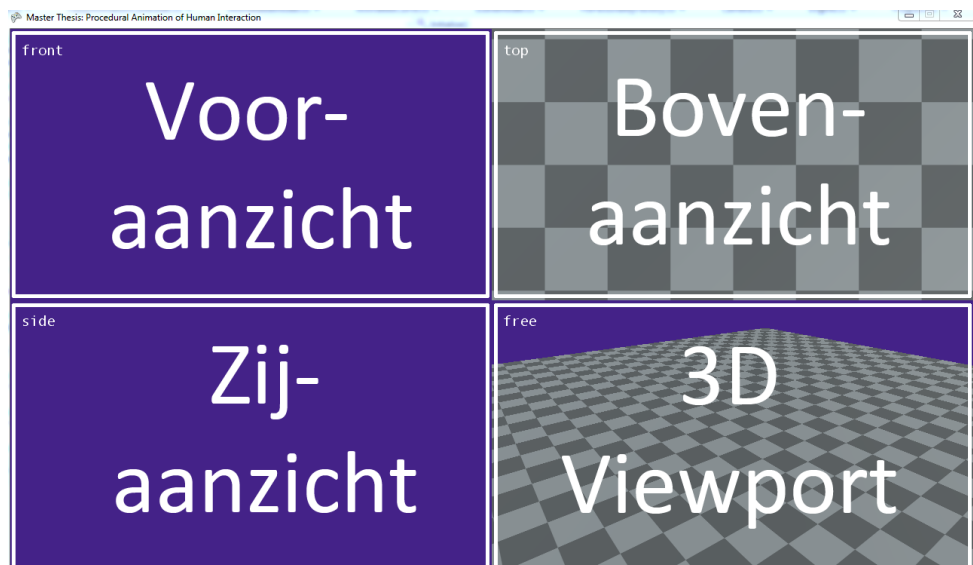 Master Thesis: Procedural Animation of Human Interaction
front
Voor-
aanzicht
top
Boven-
aanzicht
side
Zij-
aanzicht
free
3D
Viewport